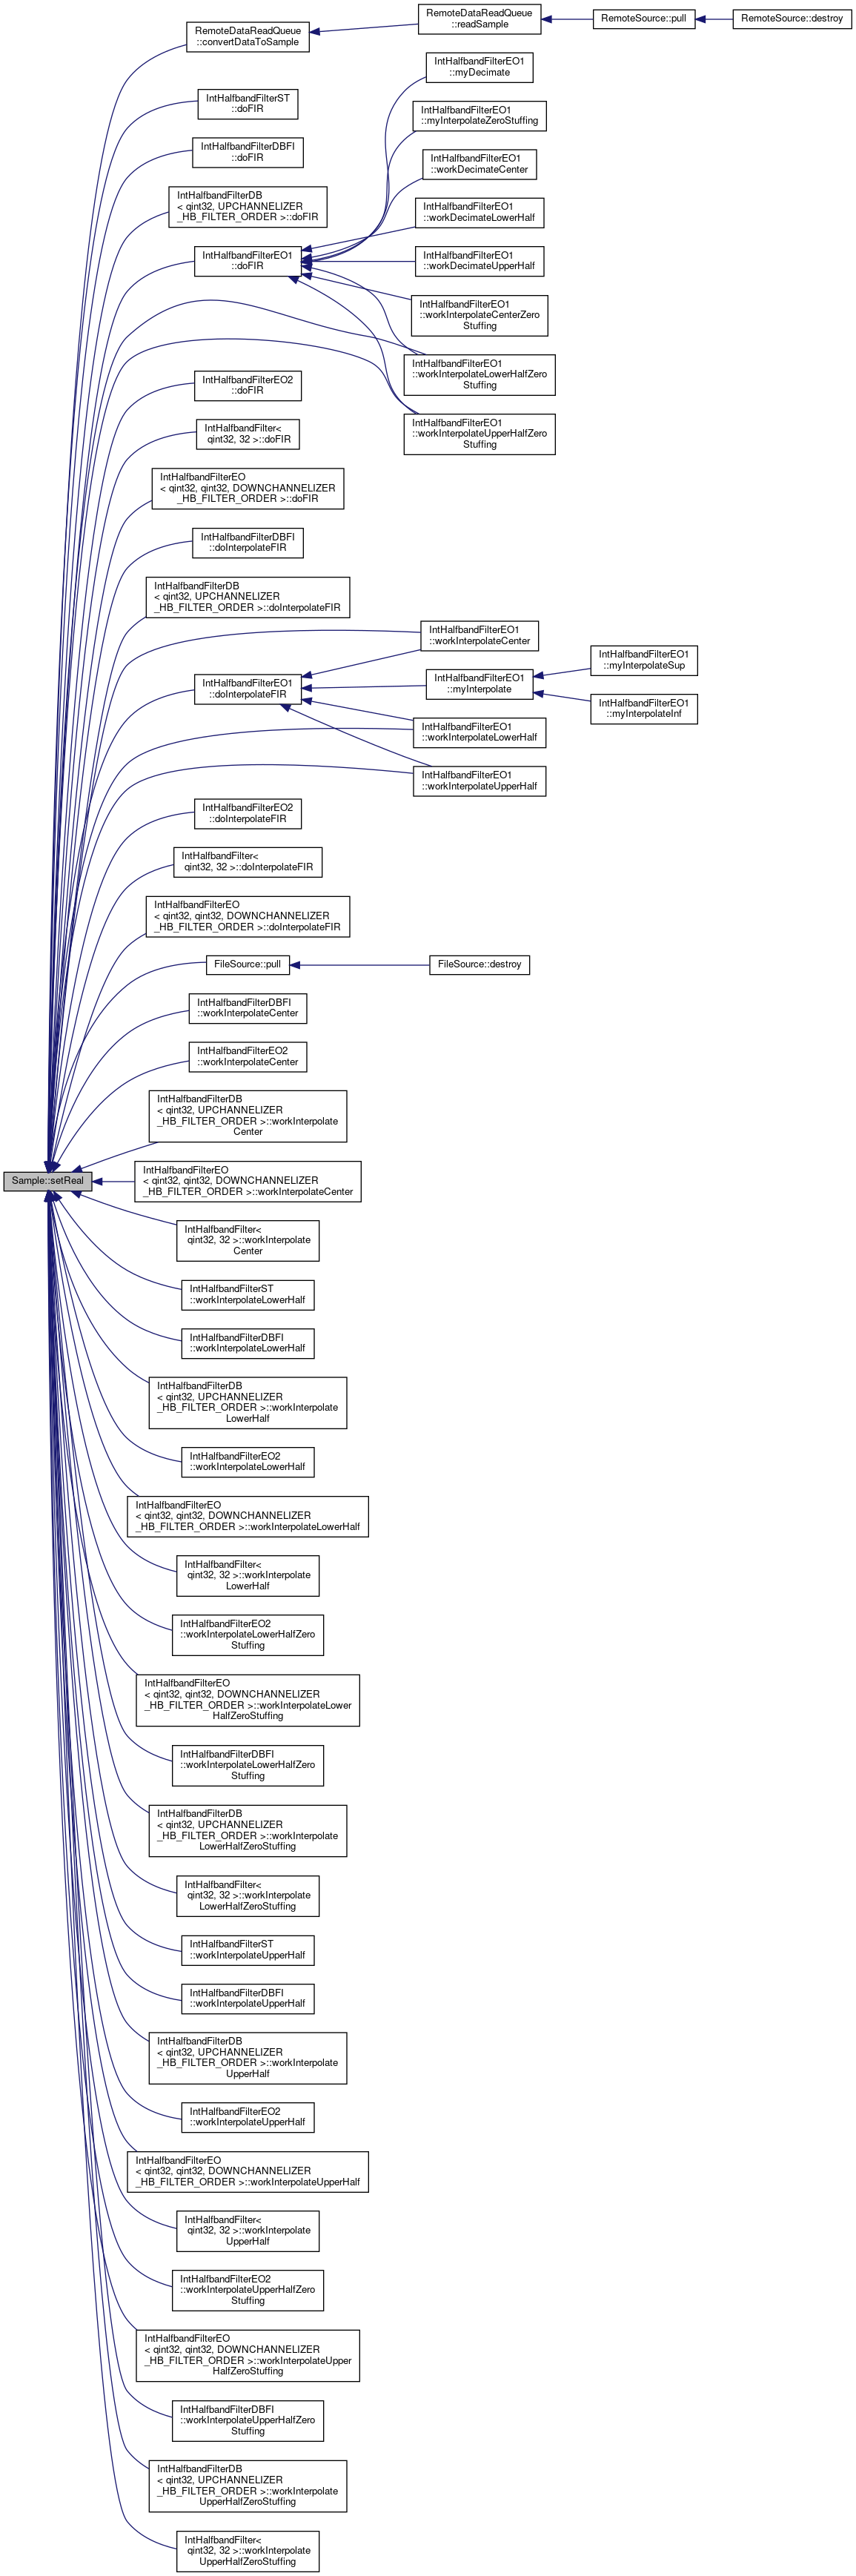 RemoteDataReadQueue
::convertDataToSample
RemoteDataReadQueue
::readSample
RemoteSource::pull
RemoteSource::destroy
IntHalfbandFilterST
::doFIR
IntHalfbandFilterDBFI
::doFIR
IntHalfbandFilterDB
< qint32, UPCHANNELIZER
_HB_FILTER_ORDER >::doFIR
IntHalfbandFilterEO1
::doFIR
IntHalfbandFilterEO1
::myDecimate
IntHalfbandFilterEO1
::myInterpolateZeroStuffing
IntHalfbandFilterEO1
::workDecimateCenter
IntHalfbandFilterEO1
::workDecimateLowerHalf
IntHalfbandFilterEO1
::workDecimateUpperHalf
IntHalfbandFilterEO1
::workInterpolateCenterZero
Stuffing
IntHalfbandFilterEO1
::workInterpolateLowerHalfZero
Stuffing
IntHalfbandFilterEO1
::workInterpolateUpperHalfZero
Stuffing
IntHalfbandFilterEO2
::doFIR
IntHalfbandFilter<
qint32, 32 >::doFIR
IntHalfbandFilterEO
< qint32, qint32, DOWNCHANNELIZER
_HB_FILTER_ORDER >::doFIR
IntHalfbandFilterDBFI
::doInterpolateFIR
IntHalfbandFilterDB
< qint32, UPCHANNELIZER
_HB_FILTER_ORDER >::doInterpolateFIR
IntHalfbandFilterEO1
::doInterpolateFIR
IntHalfbandFilterEO1
::workInterpolateCenter
IntHalfbandFilterEO1
::myInterpolate
IntHalfbandFilterEO1
::myInterpolateSup
IntHalfbandFilterEO1
::myInterpolateInf
IntHalfbandFilterEO1
::workInterpolateLowerHalf
IntHalfbandFilterEO1
::workInterpolateUpperHalf
IntHalfbandFilterEO2
::doInterpolateFIR
IntHalfbandFilter<
qint32, 32 >::doInterpolateFIR
IntHalfbandFilterEO
< qint32, qint32, DOWNCHANNELIZER
_HB_FILTER_ORDER >::doInterpolateFIR
FileSource::pull
FileSource::destroy
IntHalfbandFilterDBFI
::workInterpolateCenter
IntHalfbandFilterEO2
::workInterpolateCenter
IntHalfbandFilterDB
< qint32, UPCHANNELIZER
_HB_FILTER_ORDER >::workInterpolate
Center
Sample::setReal
IntHalfbandFilterEO
< qint32, qint32, DOWNCHANNELIZER
_HB_FILTER_ORDER >::workInterpolateCenter
IntHalfbandFilter<
qint32, 32 >::workInterpolate
Center
IntHalfbandFilterST
::workInterpolateLowerHalf
IntHalfbandFilterDBFI
::workInterpolateLowerHalf
IntHalfbandFilterDB
< qint32, UPCHANNELIZER
_HB_FILTER_ORDER >::workInterpolate
LowerHalf
IntHalfbandFilterEO2
::workInterpolateLowerHalf
IntHalfbandFilterEO
< qint32, qint32, DOWNCHANNELIZER
_HB_FILTER_ORDER >::workInterpolateLowerHalf
IntHalfbandFilter<
qint32, 32 >::workInterpolate
LowerHalf
IntHalfbandFilterEO2
::workInterpolateLowerHalfZero
Stuffing
IntHalfbandFilterEO
< qint32, qint32, DOWNCHANNELIZER
_HB_FILTER_ORDER >::workInterpolateLower
HalfZeroStuffing
IntHalfbandFilterDBFI
::workInterpolateLowerHalfZero
Stuffing
IntHalfbandFilterDB
< qint32, UPCHANNELIZER
_HB_FILTER_ORDER >::workInterpolate
LowerHalfZeroStuffing
IntHalfbandFilter<
qint32, 32 >::workInterpolate
LowerHalfZeroStuffing
IntHalfbandFilterST
::workInterpolateUpperHalf
IntHalfbandFilterDBFI
::workInterpolateUpperHalf
IntHalfbandFilterDB
< qint32, UPCHANNELIZER
_HB_FILTER_ORDER >::workInterpolate
UpperHalf
IntHalfbandFilterEO2
::workInterpolateUpperHalf
IntHalfbandFilterEO
< qint32, qint32, DOWNCHANNELIZER
_HB_FILTER_ORDER >::workInterpolateUpperHalf
IntHalfbandFilter<
qint32, 32 >::workInterpolate
UpperHalf
IntHalfbandFilterEO2
::workInterpolateUpperHalfZero
Stuffing
IntHalfbandFilterEO
< qint32, qint32, DOWNCHANNELIZER
_HB_FILTER_ORDER >::workInterpolateUpper
HalfZeroStuffing
IntHalfbandFilterDBFI
::workInterpolateUpperHalfZero
Stuffing
IntHalfbandFilterDB
< qint32, UPCHANNELIZER
_HB_FILTER_ORDER >::workInterpolate
UpperHalfZeroStuffing
IntHalfbandFilter<
qint32, 32 >::workInterpolate
UpperHalfZeroStuffing